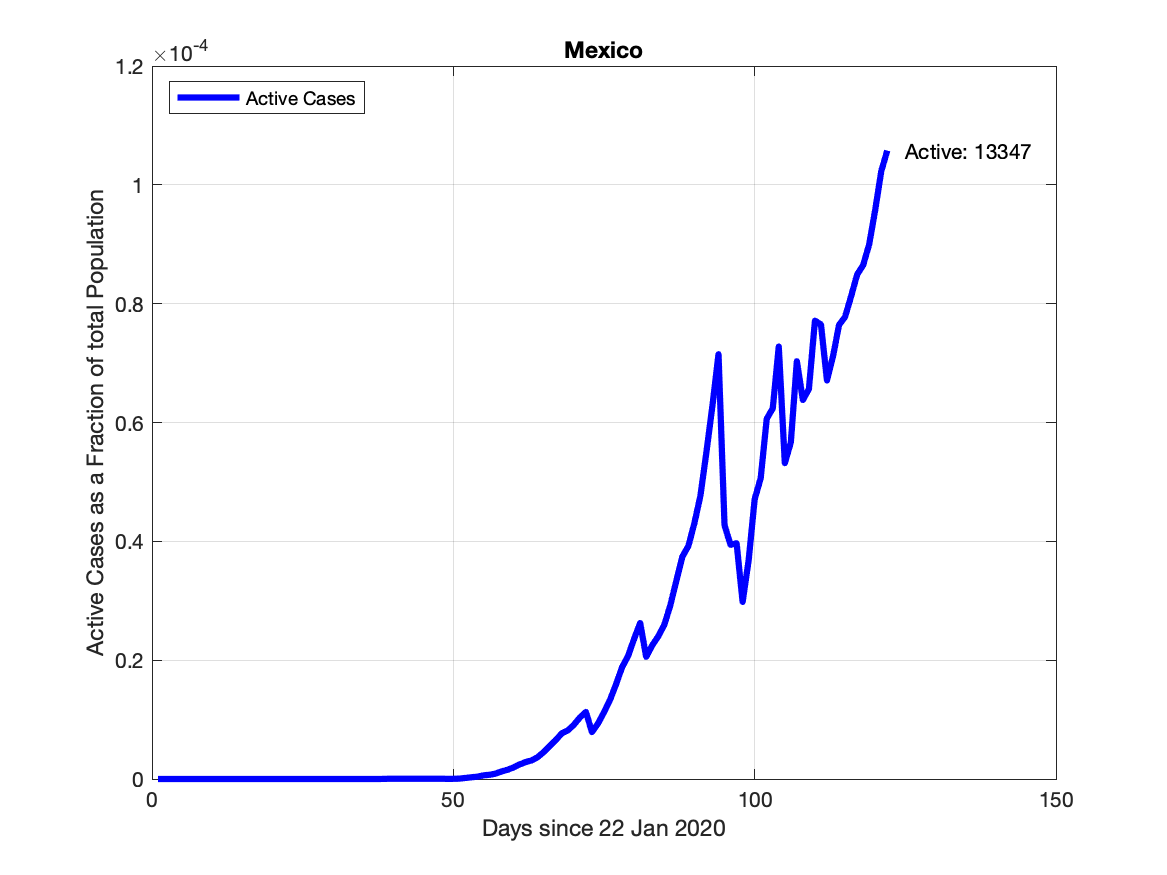 Mexico
×10-4
1.2
1
0.8
0.6
0.4
0.2
0
Active Cases as a Fraction of total Population
Active Cases
Active: 13347
0 50 100 150
Days since 22 Jan 2020